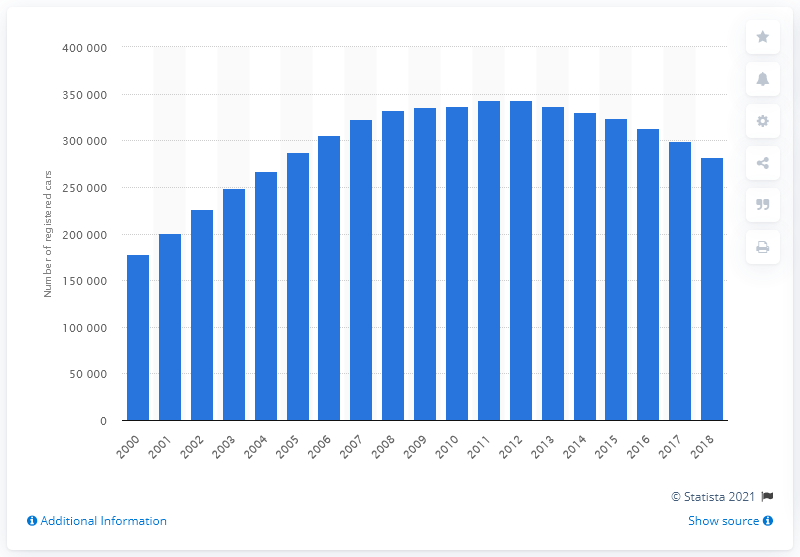 400 000
350 000
300 000
250 000
200 000
150 000
100 000
50 000
0
Number of registered cars
2000 2001 2002 2003 2004 2005 2006 2007 2008 2009 2010 2011 2012 2013 2014 2015 2016 2017 2018
© Statista 2021
Additional Information
Show source